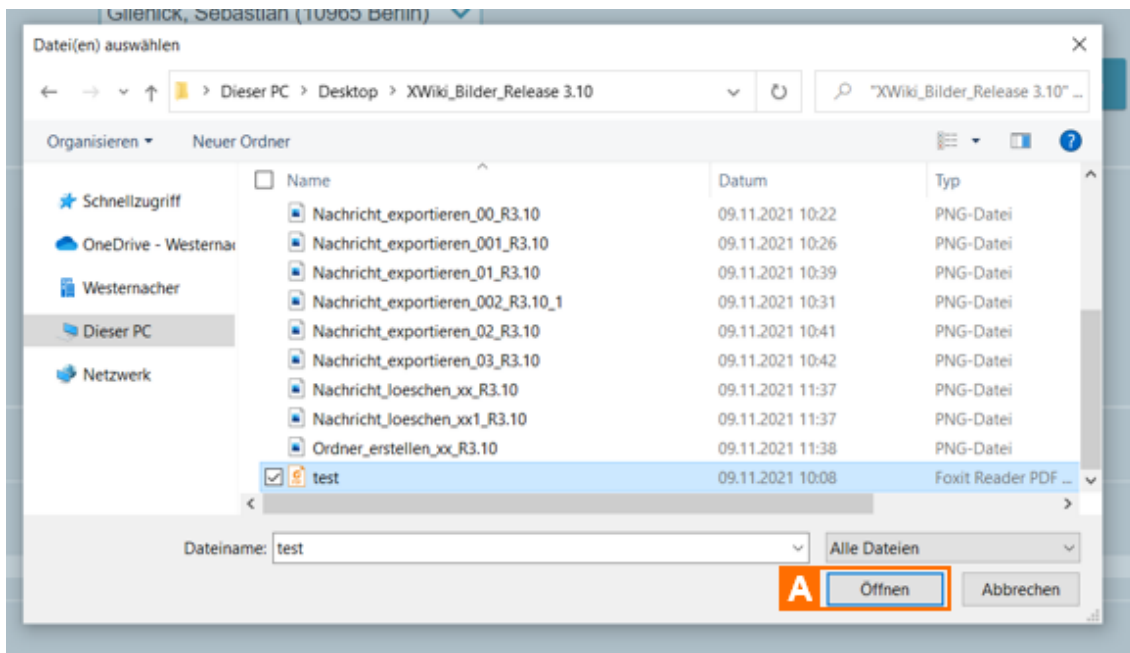 Gilenick, Sebastian (10965 Berlin)
Datei(en) auswählen
Dieser PC > Desktop > XWiki_Bilder_Release 3.10
"XWiki_Bilder_Release 3.10" ...
Organisieren
Neuer Ordner
Name Datum Typ
Schnellzugriff
OneDrive - Westernac
Westernacher
Dieser PC
Netzwerk
Nachricht_exportieren_00_R3.10 09.11.2021 10:22 PNG-Datei
Nachricht_exportieren_001_R3.10 09.11.2021 10:26 PNG-Datei
Nachricht_exportieren_01_R3.10 09.11.2021 10:39 PNG-Datei
Nachricht_exportieren_002_R3.10_1 09.11.2021 10:31 PNG-Datei
Nachricht_exportieren_02_R3.10 09.11.2021 10:41 PNG-Datei
Nachricht_exportieren_03_R3.10 09.11.2021 10:42 PNG-Datei
Nachricht_loeschen_xx_R3.10 09.11.2021 11:37 PNG-Datei
Nachricht_loeschen_xx1_R3.10 09.11.2021 11:37 PNG-Datei
Ordner_erstellen_xx_R3.10 09.11.2021 11:38 PNG-Datei
test 09.11.2021 10:08 Foxit Reader PDF ...
Dateiname: test Alle Dateien
A Öffnen Abbrechen